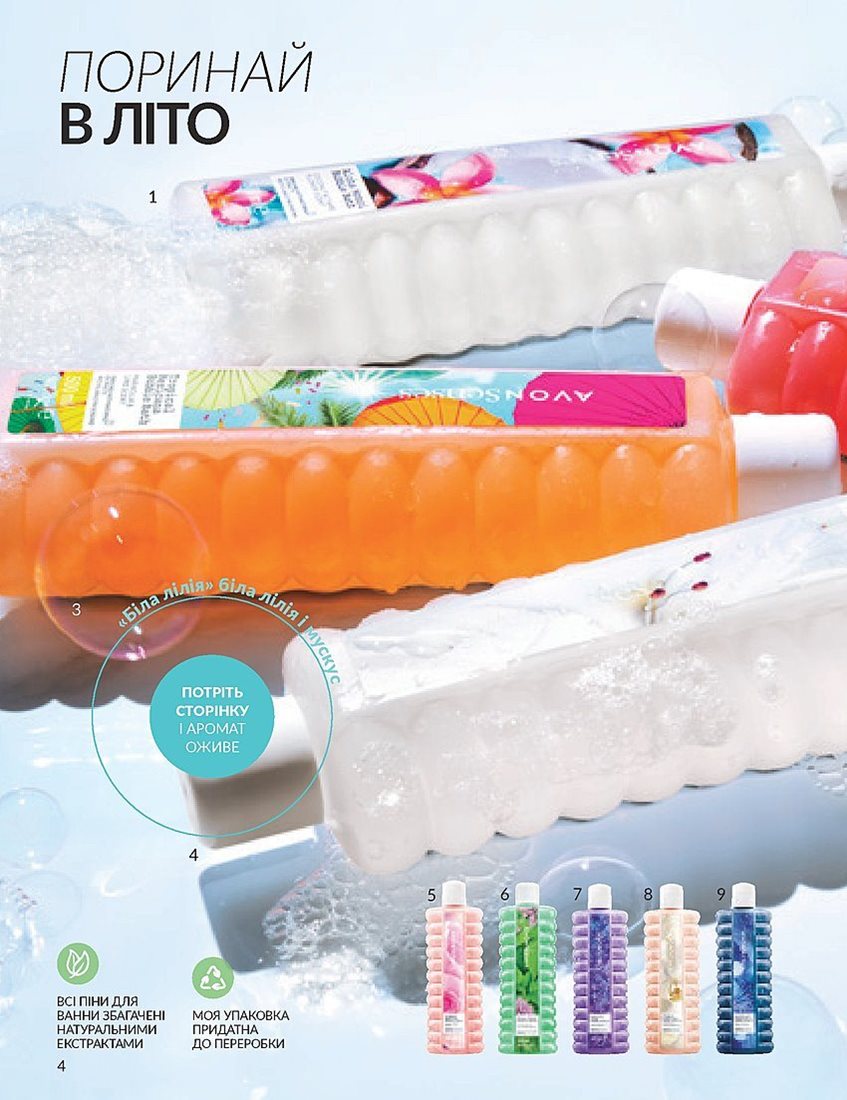 ПОРИНАЙ
В ЛІТО
1
AVON Senses
3
«Біла лілія» біла лілія і мускус
ПОТРІТЬ
СТОРІНКУ
І АРОМАТ
ОЖИВЕ
4
5 6 7 8 9
ВСІ ПІНИ ДЛЯ
ВАННИ ЗБАГАЧЕНІ
НАТУРАЛЬНИМИ
ЕКСТРАКТАМИ
МОЯ УПАКОВКА
ПРИДАТНА
ДО ПЕРЕРОБКИ
4